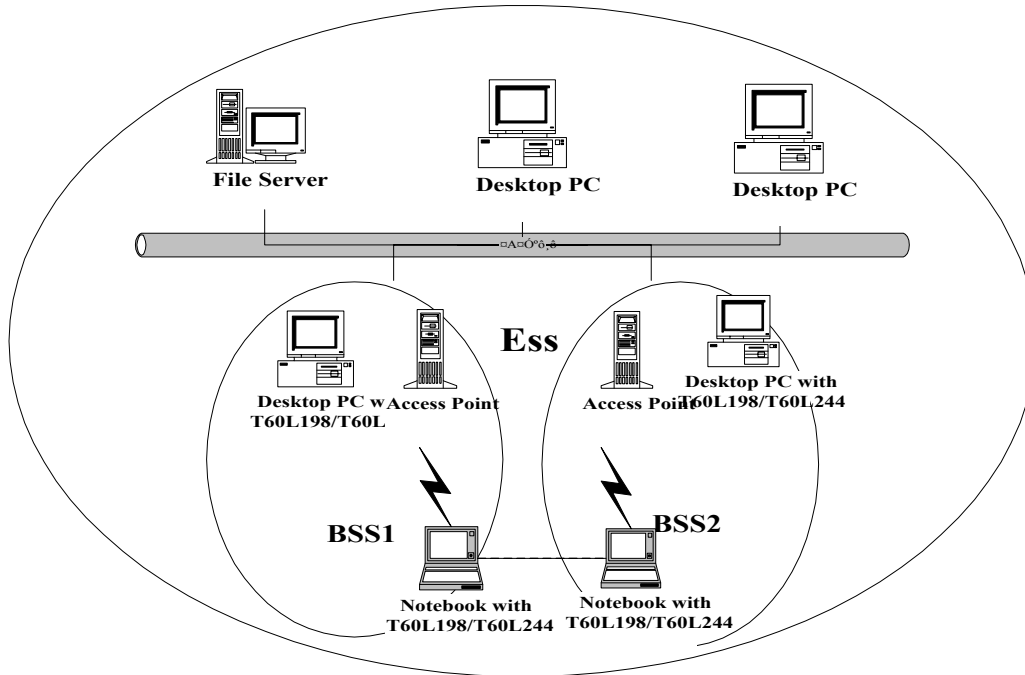 File Server
Desktop PC
Desktop PC
Ess
Desktop PC w
T60L198/T60L
Access Point
Access Point
Desktop PC with
T60L198/T60L244
BSS1
BSS2
Notebook with
T60L198/T60L244
Notebook with
T60L198/T60L244